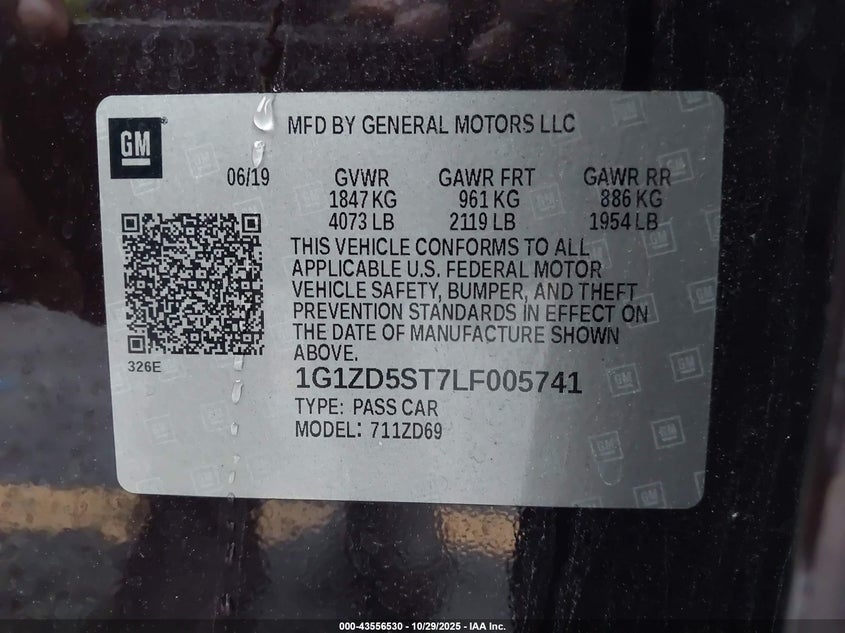 GM
MFD BY GENERAL MOTORS LLC
06/19 GVWR GAWR FRT GAWR RR
1847 KG 961 KG 886 KG
4073 LB 2119 LB 1954 LB
THIS VEHICLE CONFORMS TO ALL
APPLICABLE U.S. FEDERAL MOTOR
VEHICLE SAFETY, BUMPER, AND THEFT
PREVENTION STANDARDS IN EFFECT ON
THE DATE OF MANUFACTURE SHOWN
ABOVE.
326E
1G1ZD5ST7LF005741
TYPE: PASS CAR
MODEL: 711ZD69
000-43556530 - 10/29/2025 - IAA Inc.